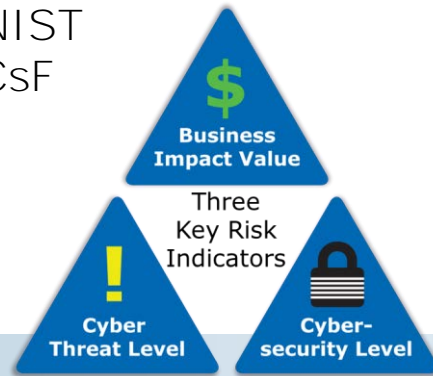 NIST
CsF
$
Business
Impact Value
Three
Key Risk
Indicators
!
Cyber
Threat Level
Cyber-
security Level